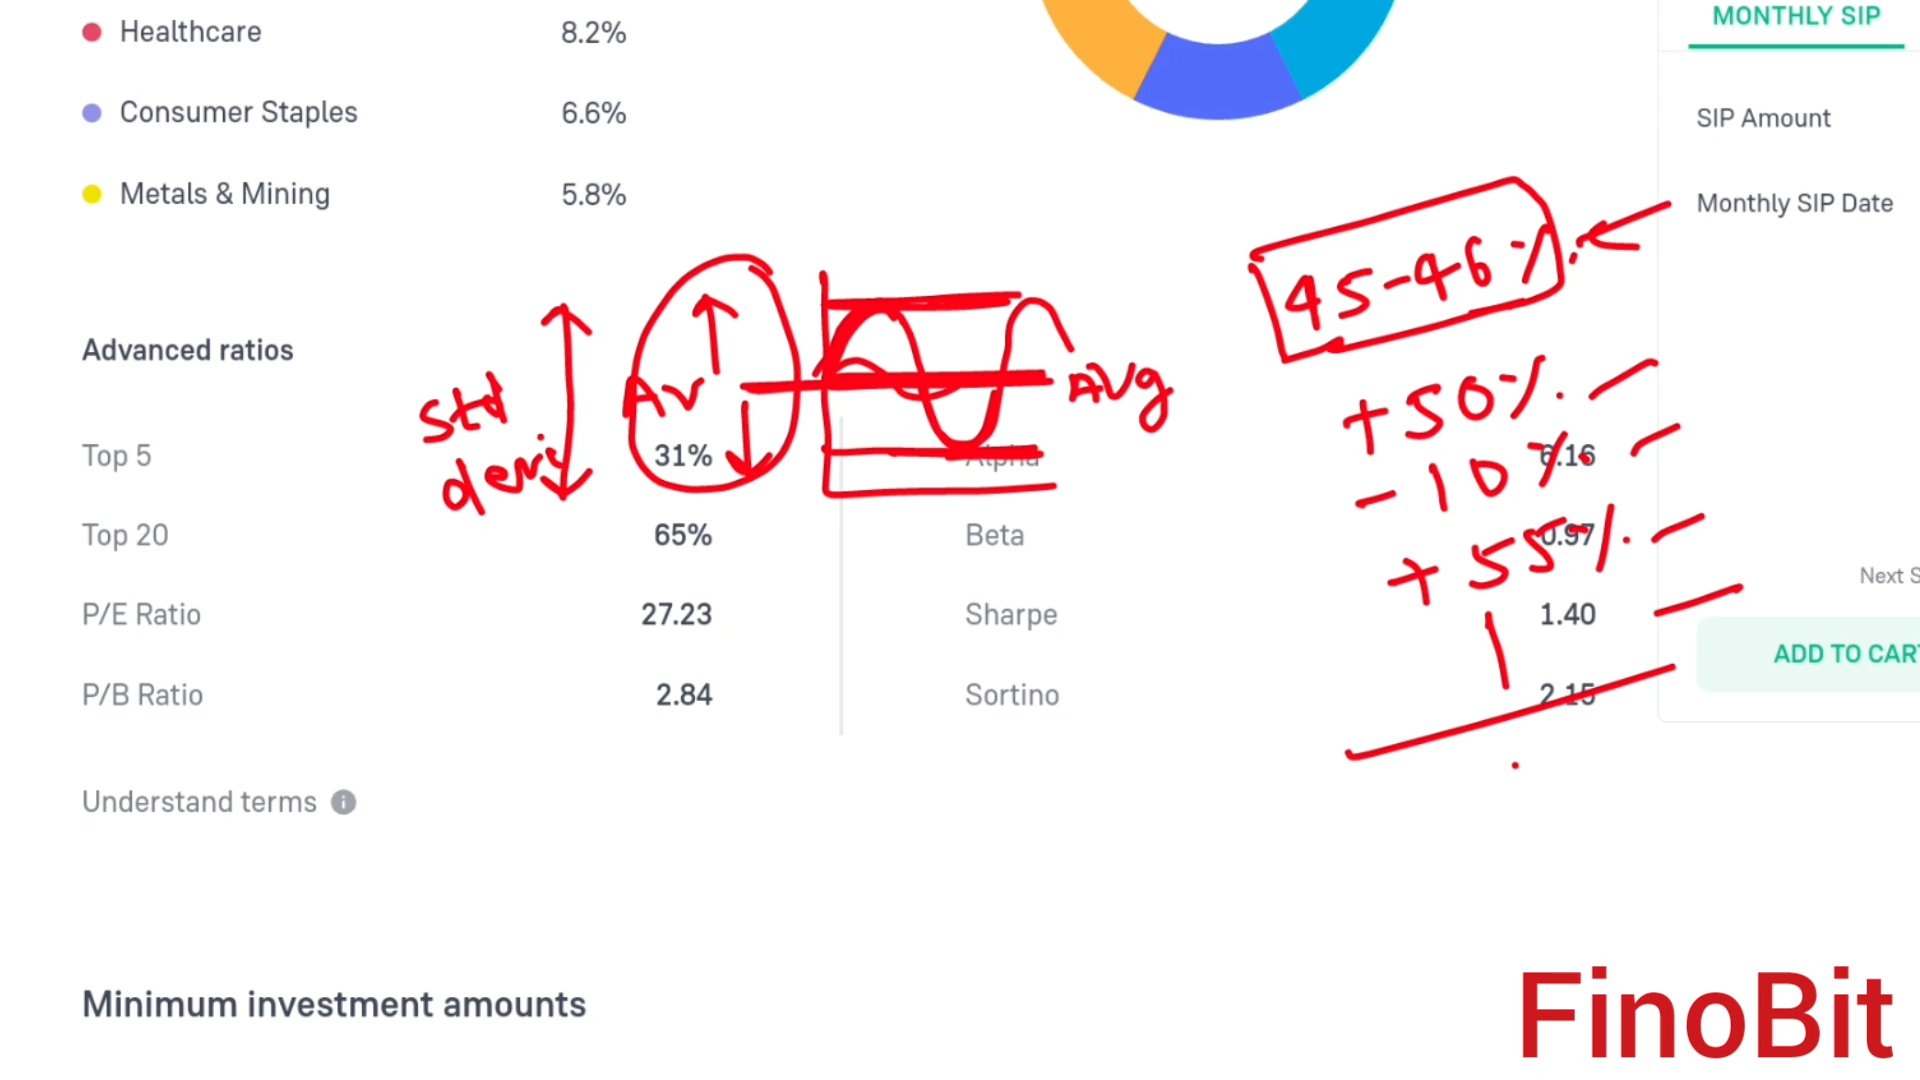 MONTHLY SIP
Healthcare 8.2%
Consumer Staples 6.6%
SIP Amount
Metals & Mining 5.8%
Monthly SIP Date
45-46%.
Advanced ratios
Std devi
Av
Avg
+50%.
-10%.
+55%.
Top 5 31% Alpha 6.16
Top 20 65% Beta 0.97
Next S
P/E Ratio 27.23 Sharpe 1.40
ADD TO CART
P/B Ratio 2.84 Sortino 2.15
Understand terms i
Minimum investment amounts
FinoBit